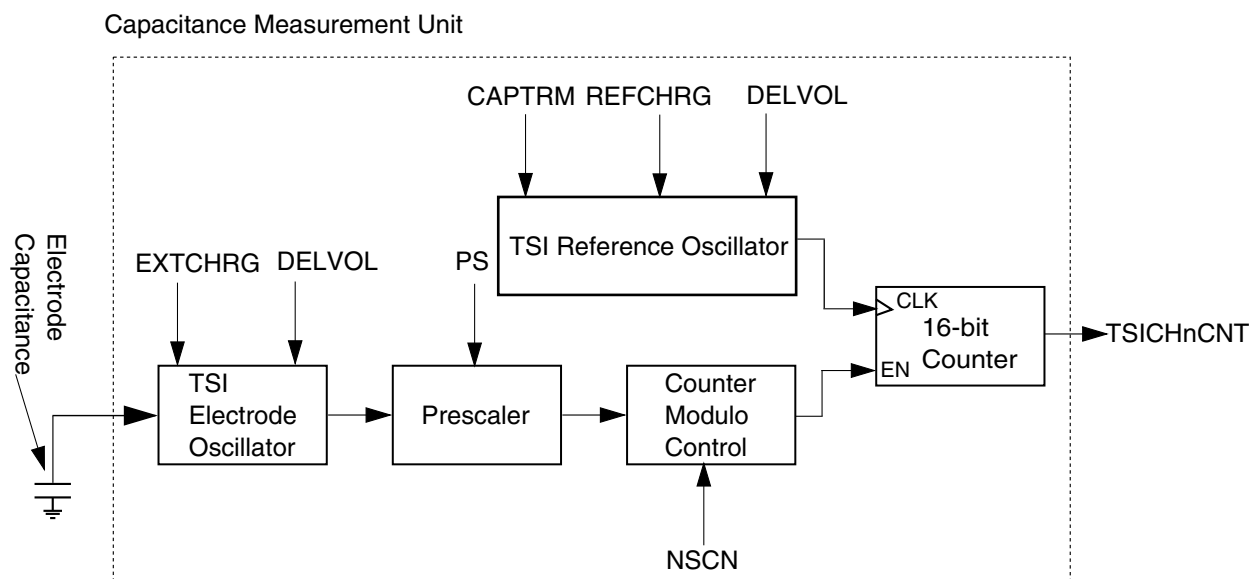 Capacitance Measurement Unit
CAPTRM REFCHRG DELVOL
TSI Reference Oscillator
Electrode
Capacitance
EXTCHRG DELVOL
PS
CLK
16-bit
Counter
EN
TSICHnCNT
TSI
Electrode
Oscillator
Prescaler
Counter
Modulo
Control
NSCN